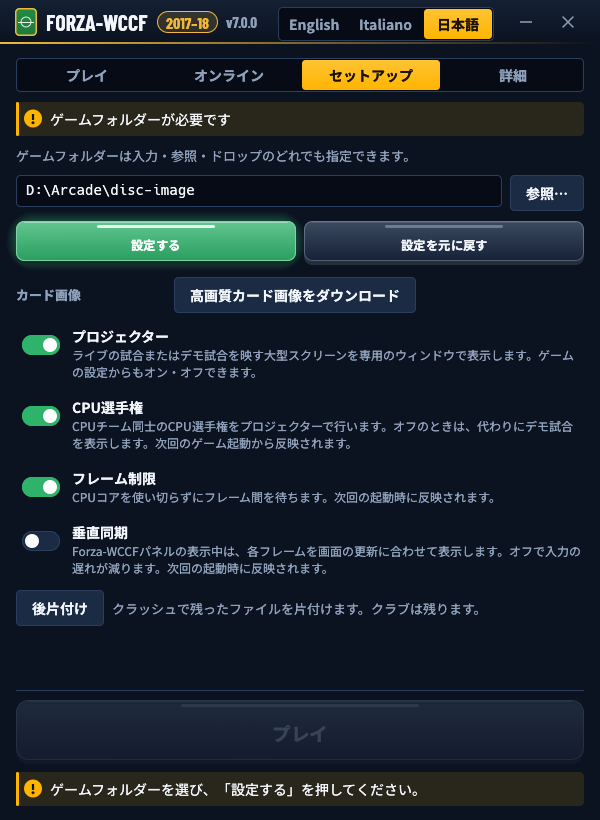 FORZA-WCCF 2017-18 v7.0.0 English Italiano 日本語
プレイ オンライン セットアップ 詳細
ゲームフォルダーが必要です
ゲームフォルダーは入力・参照・ドロップのどれでも指定できます。
D:\Arcade\disc-image 参照…
設定する 設定を元に戻す
カード画像 高画質カード画像をダウンロード
プロジェクター
ライブの試合またはデモ試合を映す大型スクリーンを専用のウィンドウで表示します。ゲーム
の設定からもオン・オフできます。
CPU選手権
CPUチーム同士のCPU選手権をプロジェクターで行います。オフのときは、代わりにデモ試合
を表示します。次回のゲーム起動から反映されます。
フレーム制限
CPUコアを使い切らずにフレーム間を待ちます。次回の起動時に反映されます。
垂直同期
Forza-WCCFパネルの表示中は、各フレームを画面の更新に合わせて表示します。オフで入力の
遅れが減ります。次回の起動時に反映されます。
後片付け クラッシュで残ったファイルを片付けます。クラブは残ります。
プレイ
ゲームフォルダーを選び、「設定する」を押してください。